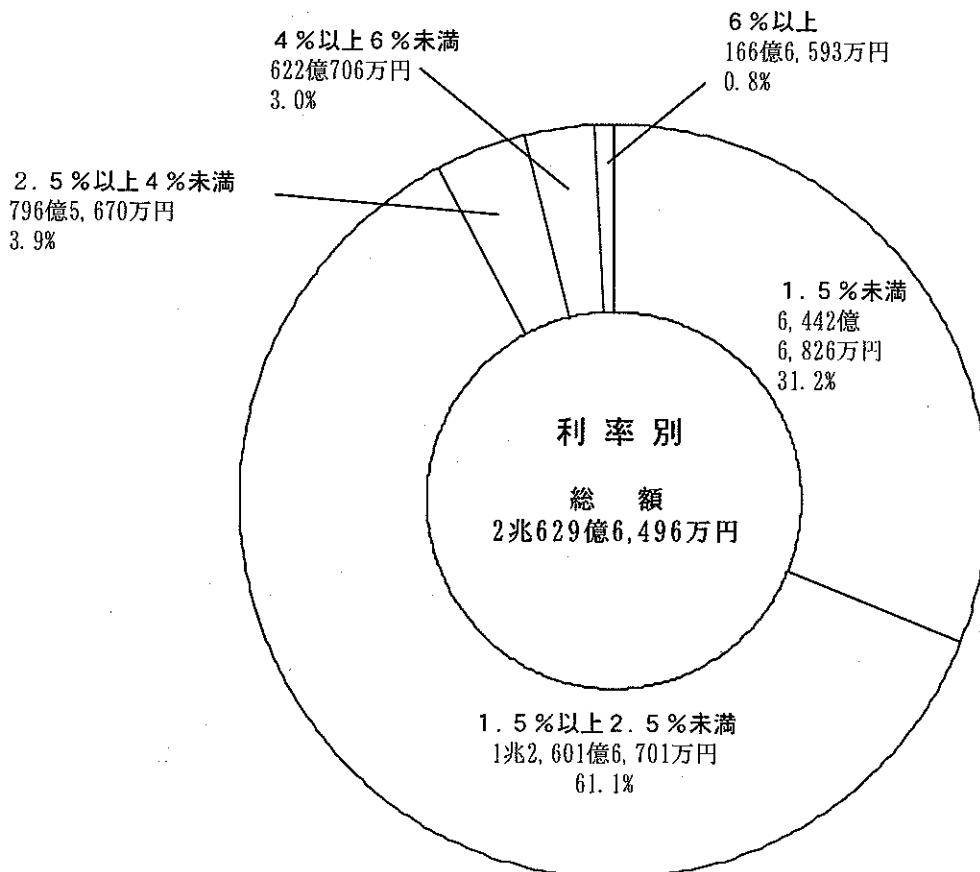 6%以上
166億6,593万円
0.8%
4%以上6%未満
622億706万円
3.0%
2.5%以上4%未満
796億5,670万円
3.9%
1.5%未満
6,442億
6,826万円
31.2%
利率別
総額
2兆629億6,496万円
1.5%以上2.5%未満
1兆2,601億6,701万円
61.1%